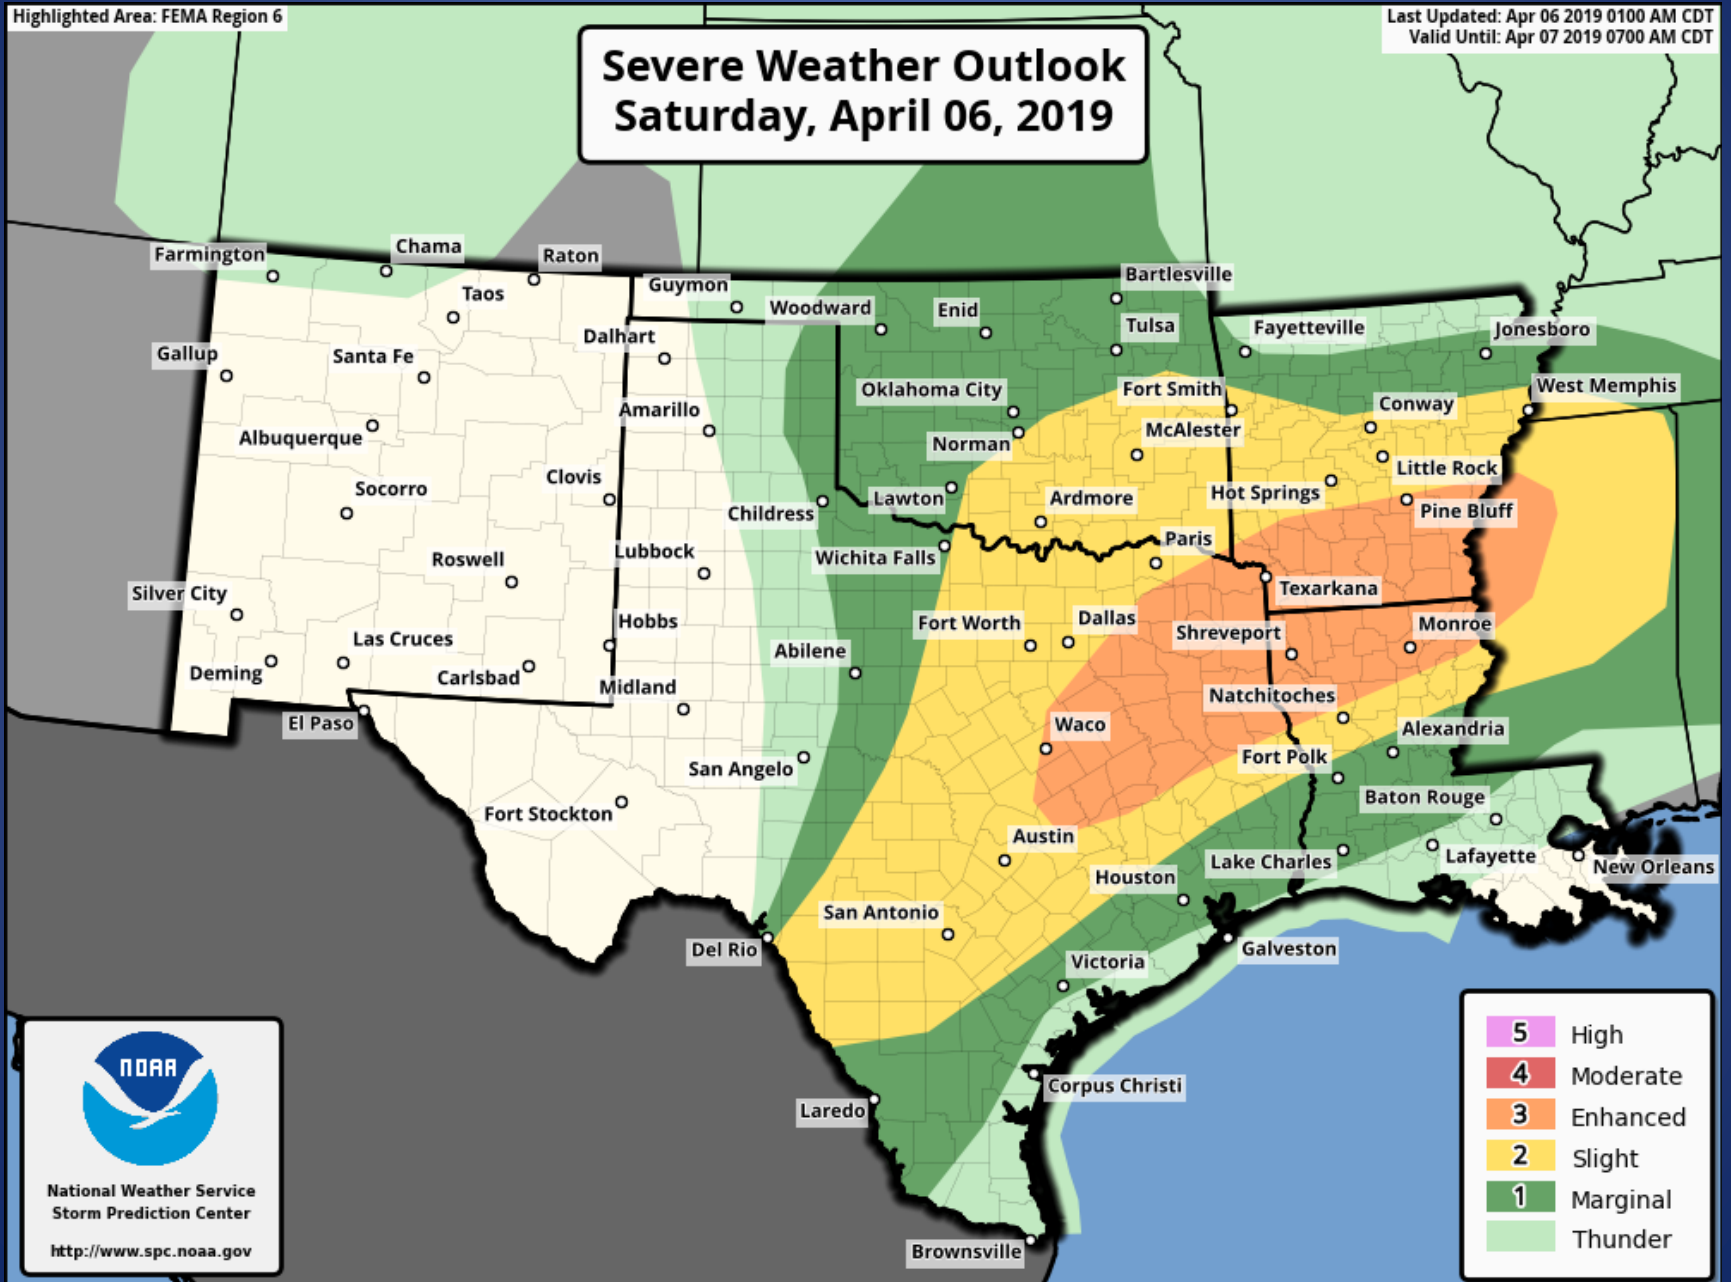 Highlighted Area: FEMA Region 6
Last Updated: Apr 06 2019 0100 AM CDT
Valid Until: Apr 07 2019 0700 AM CDT
Severe Weather Outlook
Saturday, April 06, 2019
Farmington
Chama
Raton
Guymon
Bartlesville
Taos
Woodward
Enid
Tulsa
Fayetteville
Jonesboro
Dalhart
Gallup
Santa Fe
Oklahoma City
Fort Smith
West Memphis
Amarillo
Conway
Albuquerque
Norman
McAlester
Clovis
Little Rock
Socorro
Childress
Lawton
Ardmore
Hot Springs
Pine Bluff
Roswell
Lubbock
Wichita Falls
Paris
Silver City
Texarkana
Hobbs
Fort Worth
Dallas
Shreveport
Monroe
Las Cruces
Abilene
Deming
Carlsbad
Midland
Natchitoches
El Paso
Waco
Alexandria
San Angelo
Fort Polk
Fort Stockton
Baton Rouge
Austin
Lake Charles
Lafayette
New Orleans
Houston
San Antonio
Del Rio
Victoria
Galveston
Corpus Christi
Laredo
Brownsville
NOAA
National Weather Service
Storm Prediction Center
http://www.spc.noaa.gov
5 High
4 Moderate
3 Enhanced
2 Slight
1 Marginal
Thunder